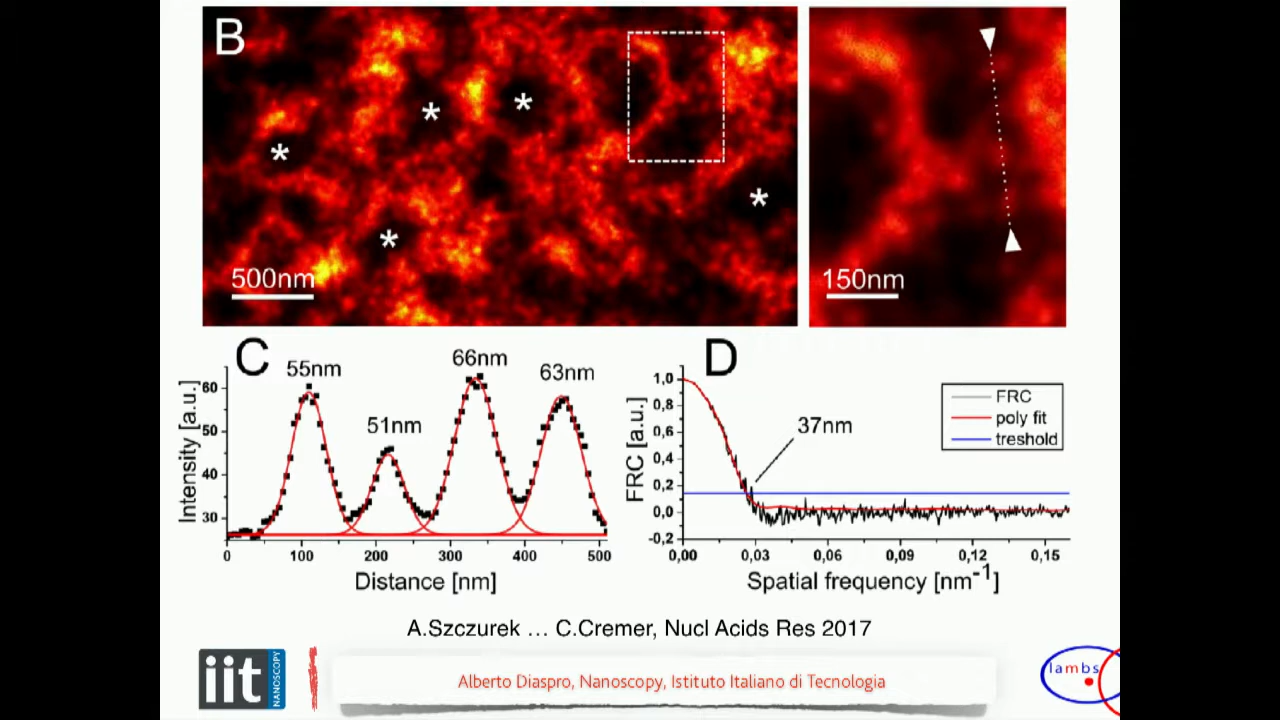 B
*
*
*
*
*
500nm
150nm
C
55nm
51nm
66nm
63nm
Intensity [a.u.]
60
50
40
30
0
100
200
300
400
500
Distance [nm]
D
37nm
FRC
poly fit
treshold
FRC [a.u.]
1,0
0,8
0,6
0,4
0,2
0,0
-0,2
0,00
0,03
0,06
0,09
0,12
0,15
Spatial frequency [nm-1]
A.Szczurek … C.Cremer, Nucl Acids Res 2017
iit
NANOSCOPY
Alberto Diaspro, Nanoscopy, Istituto Italiano di Tecnologia
lambs